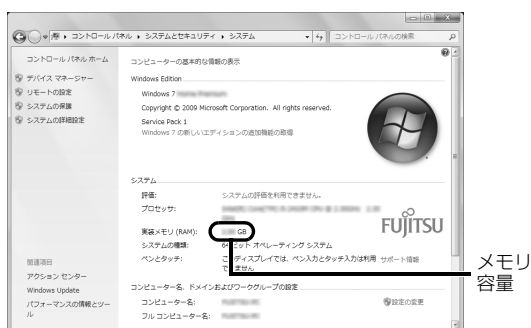 コントロール パネル ▸ システムとセキュリティ ▸ システム
コントロール パネルの検索
コントロール パネル ホーム
デバイス マネージャー
リモートの設定
システムの保護
システムの詳細設定
コンピューターの基本的な情報の表示
Windows Edition
Windows 7
Copyright © 2009 Microsoft Corporation. All rights reserved.
Service Pack 1
Windows 7 の新しいエディションの追加機能の取得
システム
評価: システムの評価を利用できません。
プロセッサ:
実装メモリ (RAM): GB
システムの種類: 64 ビット オペレーティング システム
ペンとタッチ: このディスプレイでは、ペン入力とタッチ入力は利用できません
FUJITSU
サポート情報
メモリ
容量
コンピューター名、ドメインおよびワークグループの設定
コンピューター名:
設定の変更
フル コンピューター名:
関連項目
アクション センター
Windows Update
パフォーマンスの情報とツー
ル